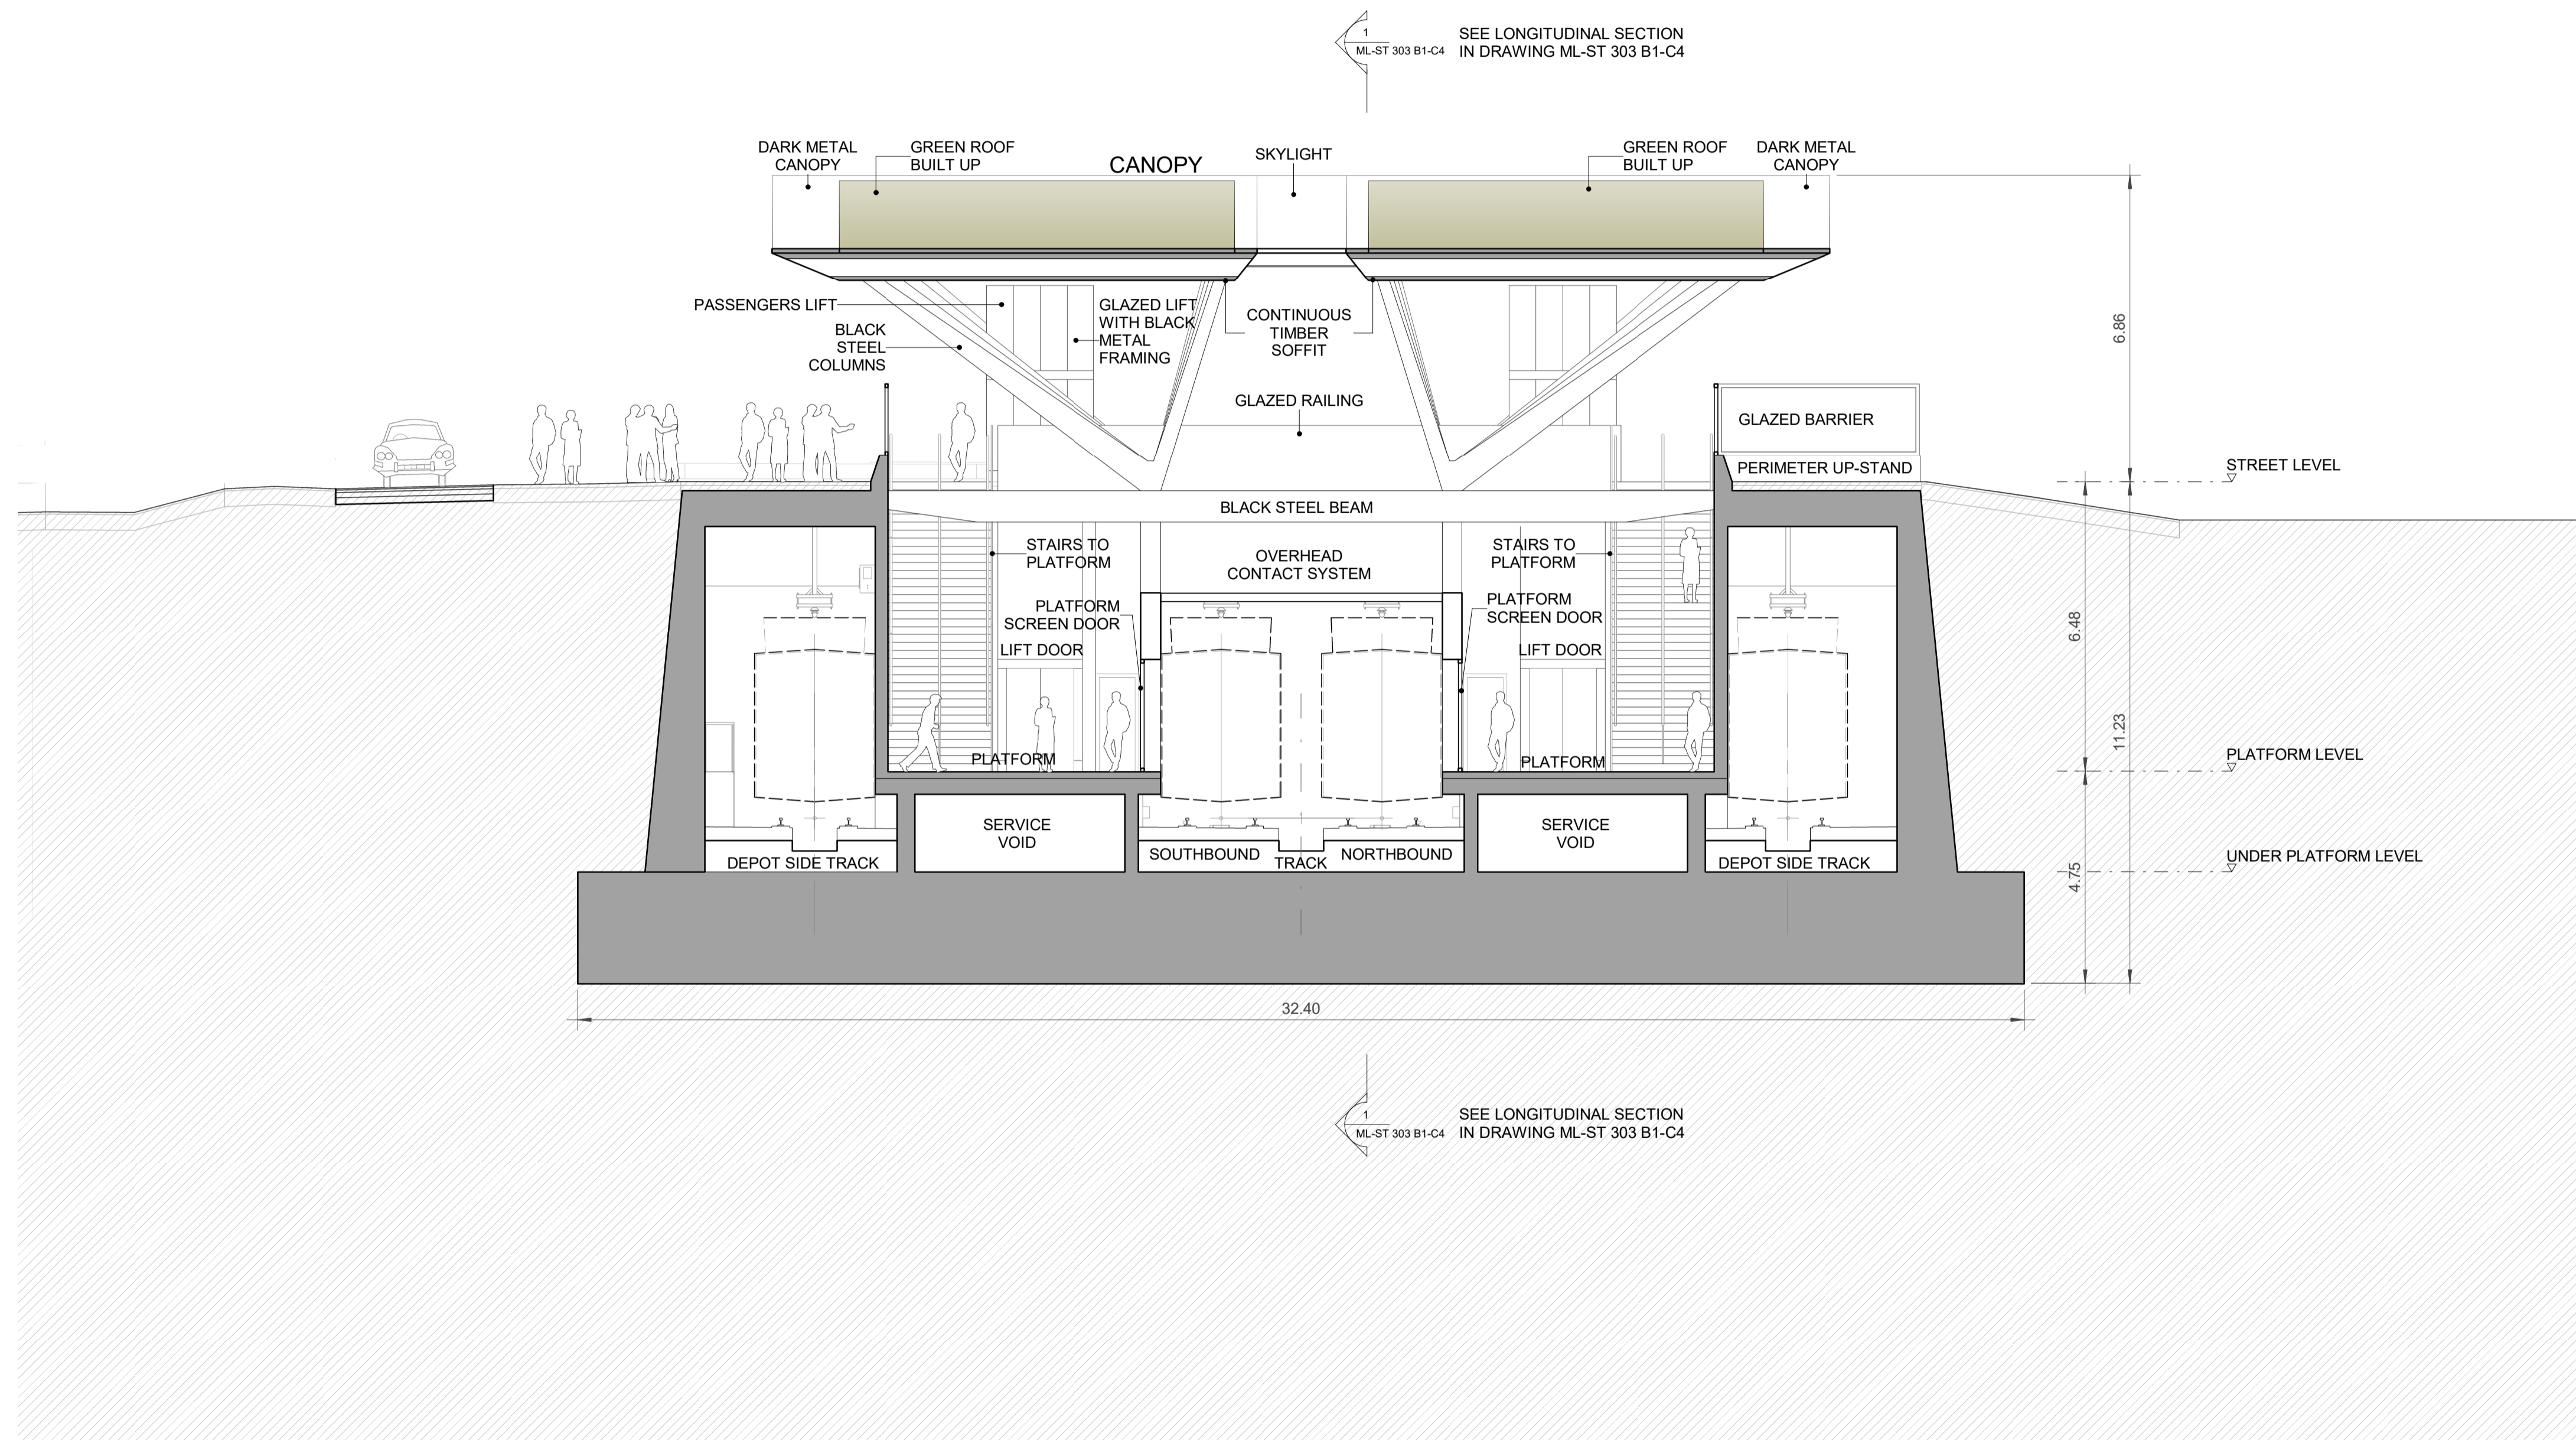 1
ML-ST 303 B1-C4
SEE LONGITUDINAL SECTION
IN DRAWING ML-ST 303 B1-C4
DARK METAL
CANOPY
GREEN ROOF
BUILT UP
CANOPY
SKYLIGHT
GREEN ROOF
BUILT UP
DARK METAL
CANOPY
PASSENGERS LIFT
GLAZED LIFT
WITH BLACK
METAL
FRAMING
BLACK
STEEL
COLUMNS
CONTINUOUS
TIMBER
SOFFIT
6.86
GLAZED RAILING
GLAZED BARRIER
PERIMETER UP-STAND
STREET LEVEL
BLACK STEEL BEAM
STAIRS TO
PLATFORM
OVERHEAD
CONTACT SYSTEM
STAIRS TO
PLATFORM
PLATFORM
SCREEN DOOR
PLATFORM
SCREEN DOOR
LIFT DOOR
LIFT DOOR
6.48
11.23
PLATFORM
PLATFORM
PLATFORM LEVEL
SERVICE
VOID
SERVICE
VOID
DEPOT SIDE TRACK
SOUTHBOUND
TRACK
NORTHBOUND
DEPOT SIDE TRACK
UNDER PLATFORM LEVEL
4.75
32.40
1
ML-ST 303 B1-C4
SEE LONGITUDINAL SECTION
IN DRAWING ML-ST 303 B1-C4